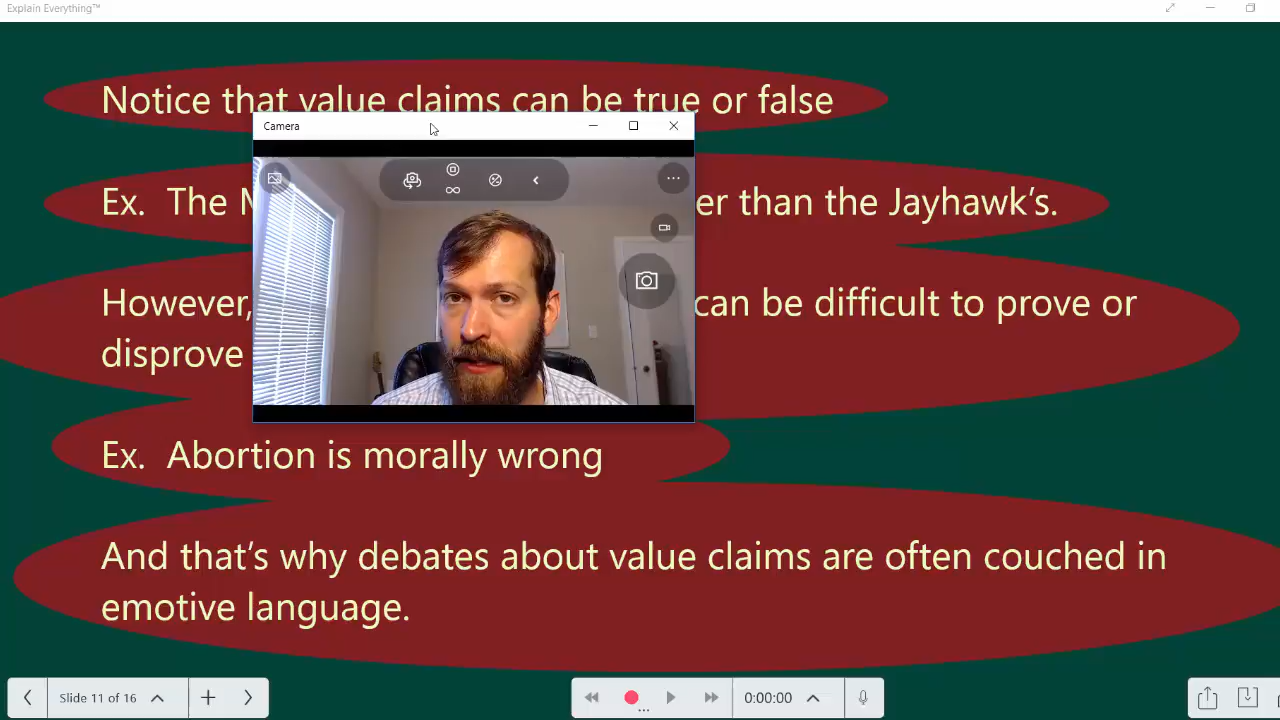 Explain Everything™
Notice that value claims can be true or false
Camera
Ex. The
er than the Jayhawk's.
However,
can be difficult to prove or
disprove
Ex. Abortion is morally wrong
And that's why debates about value claims are often couched in
emotive language.
Slide 11 of 16
0:00:00